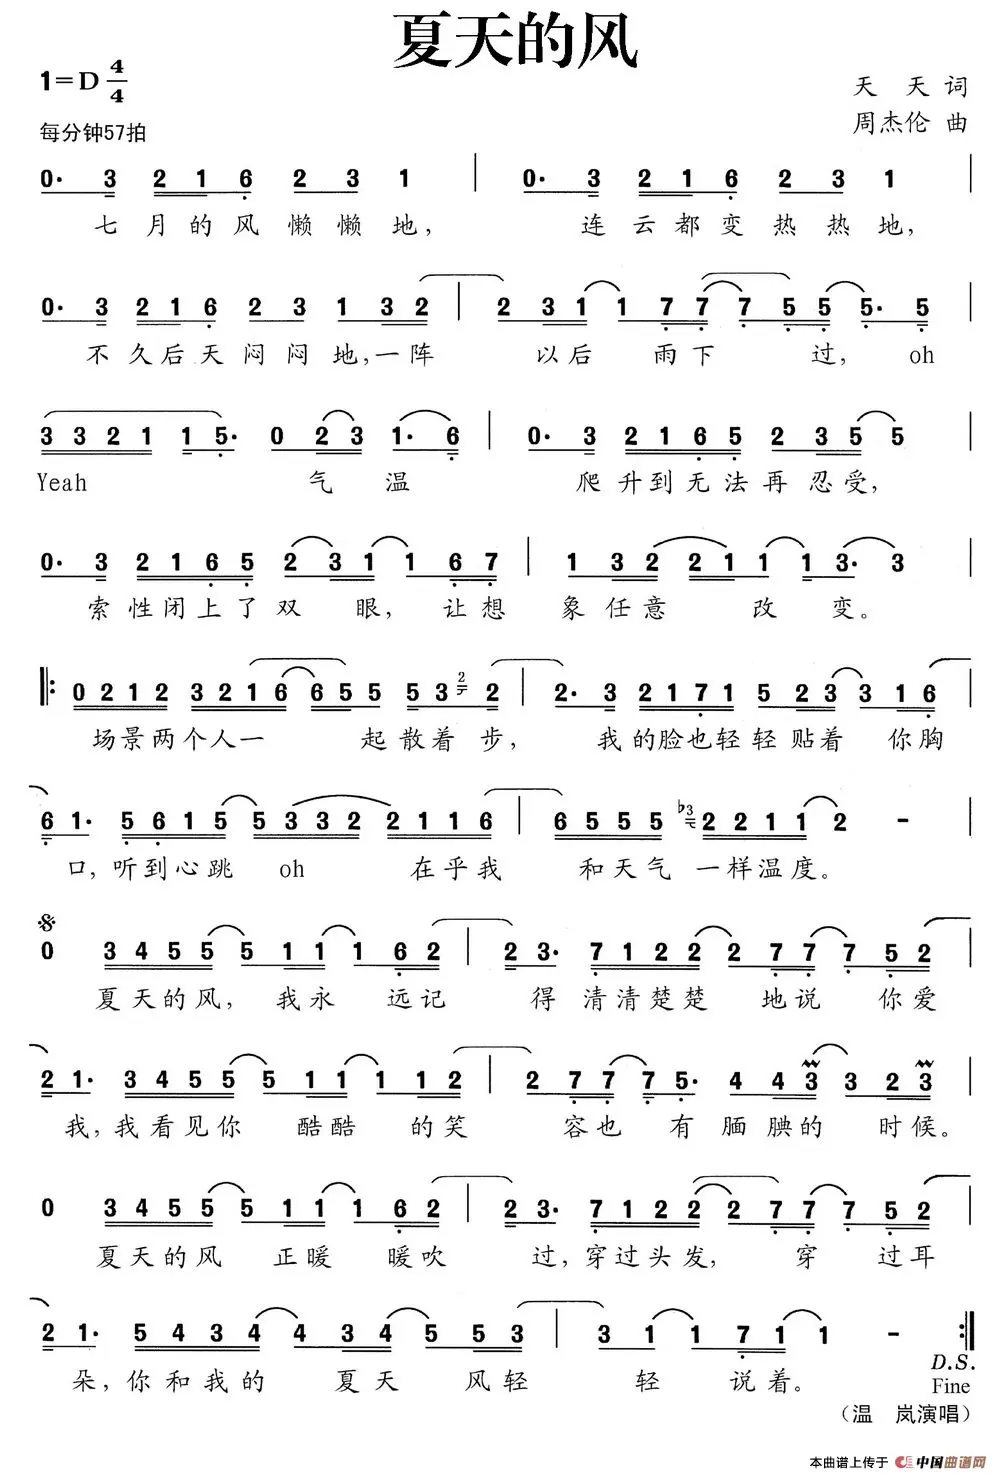 夏天的风
1=D 4/4
天 天 词
周杰伦 曲
每分钟57拍
0· 3 2 1 6 2 3 1 | 0· 3 2 1 6 2 3 1 |
七月的风懒懒地, 连云都变热热地,
0· 3 2 1 6 2 3 1 3 2 | 2 3 1 1 7 7 7 5 5 5· 5
不久后天闷闷地,一阵 以后 雨下 过, oh
3 3 2 1 1 5· 0 2 3 1· 6 | 0· 3 2 1 6 5 2 3 5 5 |
Yeah 气温 爬升到无法再忍受,
0· 3 2 1 6 5 2 3 1 1 6 7 | 1 3 2 2 1 1 1 3· 3
索性闭上了双眼, 让想 象任意 改 变。
0 2 1 2 3 2 1 6 6 5 5 5 3 2 2 | 2· 3 2 1 7 1 5 2 3 3 1 6 |
场景两个人一 起散着步, 我的脸也轻轻贴着 你胸
6 1· 5 6 1 5 5 3 3 2 2 1 1 6 | 6 5 5 5 ♭3 2 2 1 1 2 - |
口,听到心跳 oh 在乎我 和天气 一样温度。
0 3 4 5 5 5 1 1 1 6 2 | 2 3· 7 1 2 2 2 7 7 7 5 2 |
夏天的风, 我永 远记 得 清清楚楚 地说 你爱
2 1· 3 4 5 5 5 1 1 1 1 2 | 2 7 7 7 5· 4 4 3 3 2 3 |
我,我看见你 酷酷 的笑 容也 有腼腆的 时候。
0 3 4 5 5 5 1 1 1 6 2 | 2 3· 7 1 2 2 2 7 7 7 5 2 |
夏天的风 正暖 暖吹 过,穿过头发, 穿 过耳
2 1· 5 4 3 4 4 3 4 5 5 3 | 3 1 1 7 1 1 -
朵,你和我的 夏天 风轻 轻 说着。
D.S.
Fine
（温 岚演唱）
本曲谱上传于 中国曲谱网